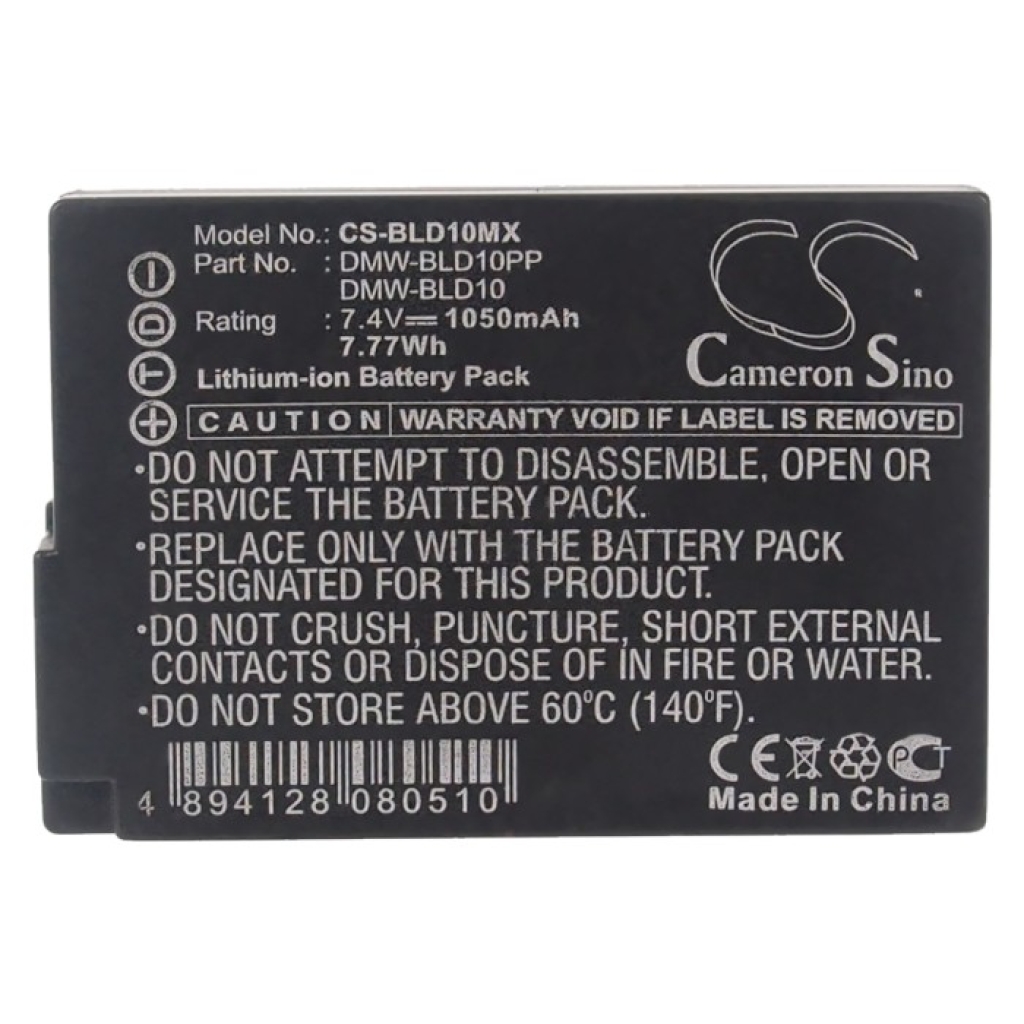 Model No.: CS-BLD10MX
Part No. : DMW-BLD10PP
DMW-BLD10
Rating : 7.4V 1050mAh
7.77Wh
Lithium-ion Battery Pack
- D T +
CS
®
Cameron Sino
CAUTION WARRANTY VOID IF LABEL IS REMOVED
•DO NOT ATTEMPT TO DISASSEMBLE, OPEN OR
SERVICE THE BATTERY PACK.
•REPLACE ONLY WITH THE BATTERY PACK
DESIGNATED FOR THIS PRODUCT.
•DO NOT CRUSH, PUNCTURE, SHORT EXTERNAL
CONTACTS OR DISPOSE OF IN FIRE OR WATER.
•DO NOT STORE ABOVE 60°C (140°F).
4 894128 080510
CE PCT
Made In China